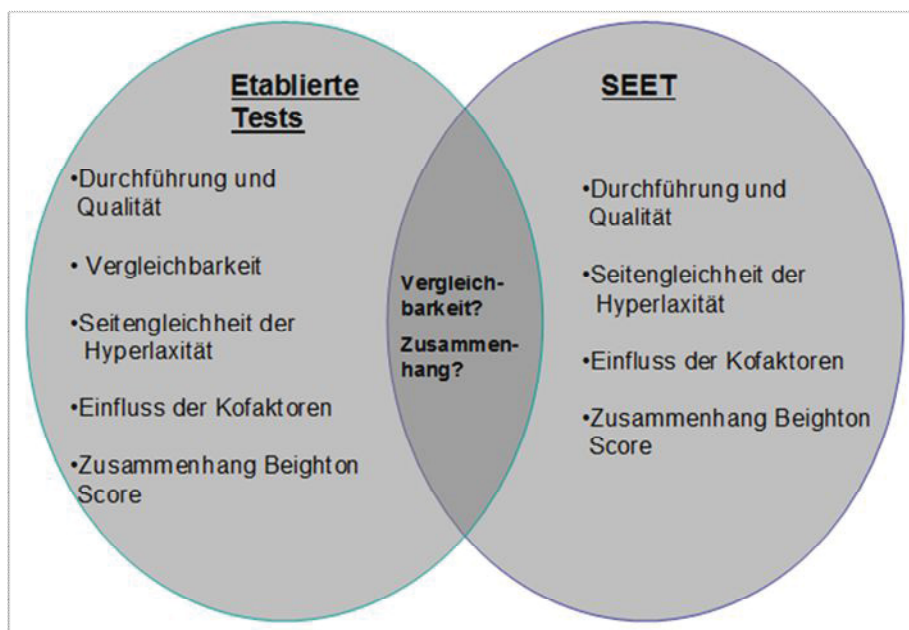 Etablierte
Tests
•Durchführung und
Qualität
• Vergleichbarkeit
•Seitengleichheit der
Hyperlaxität
•Einfluss der Kofaktoren
•Zusammenhang Beighton
Score
Vergleich-
barkeit?
Zusammen-
hang?
SEET
•Durchführung und
Qualität
•Seitengleichheit der
Hyperlaxität
•Einfluss der Kofaktoren
•Zusammenhang Beighton
Score